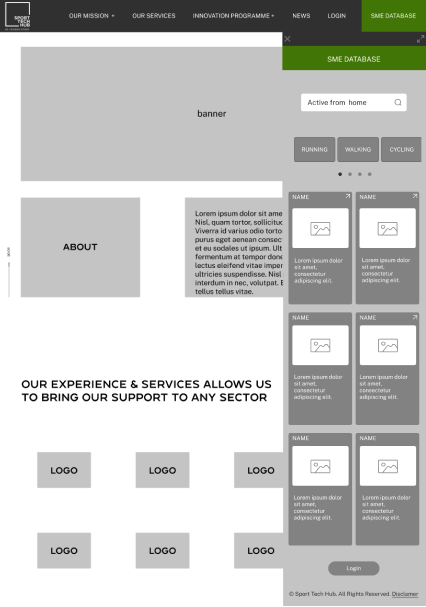 SPORT
TECH
HUB
OUR MISSION +
OUR SERVICES
INNOVATION PROGRAMME +
NEWS
LOGIN
SME DATABASE
SME DATABASE
banner
Active from home
RUNNING
WALKING
CYCLING
ABOUT
Lorem ipsum dolor sit ame
Nisl, quam tortor, sollicituc
Viverra id varius odio torto
purus eget aenean consec
et eu sodales ut ipsum. Ult
fermentum at tempor done
lectus eleifend vitae imper
ultricies suspendisse. Nisl
interdum in nec, volutpat. E
tellus tellus vitae.
NAME
Lorem ipsum dolor
sit amet,
consectetur
adipiscing elit.
NAME
Lorem ipsum dolor
sit amet,
consectetur
adipiscing elit.
NAME
Lorem ipsum dolor
sit amet,
consectetur
adipiscing elit.
NAME
Lorem ipsum dolor
sit amet,
consectetur
adipiscing elit.
OUR EXPERIENCE & SERVICES ALLOWS US
TO BRING OUR SUPPORT TO ANY SECTOR
NAME
Lorem ipsum dolor
sit amet,
consectetur
adipiscing elit.
NAME
Lorem ipsum dolor
sit amet,
consectetur
adipiscing elit.
LOGO
LOGO
LOGO
LOGO
LOGO
LOGO
Login
© Sport Tech Hub. All Rights Reserved. Disclamer